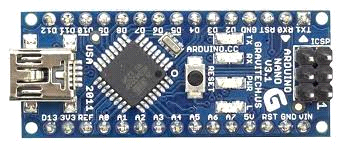 D12 D11 D10 D9 D8 D7 D6 D5 D4 D3 D2 GND RST RX0 TX1
USA
2011
ARDUINO.CC
GRAVITECH.US
RESET
TX
RX
PWR
L
ARDUINO
NANO
V3.1
G
ICSP
1
D13 3V3 REF A0 A1 A2 A3 A4 A5 A6 A7 5V RST GND VIN